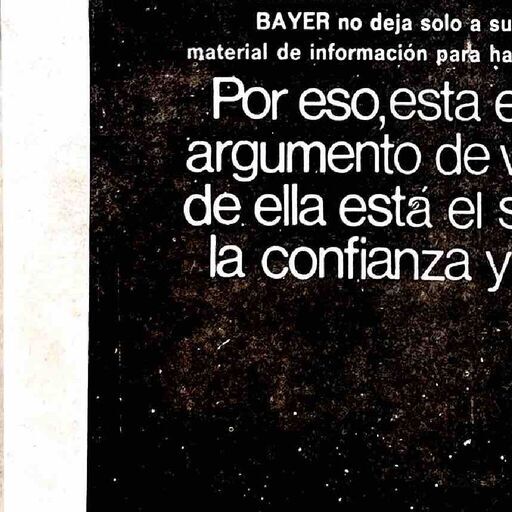 BAYER no deja solo a su
material de información para ha
Por eso, esta e
argumento de v
de ella está el s
la confianza y